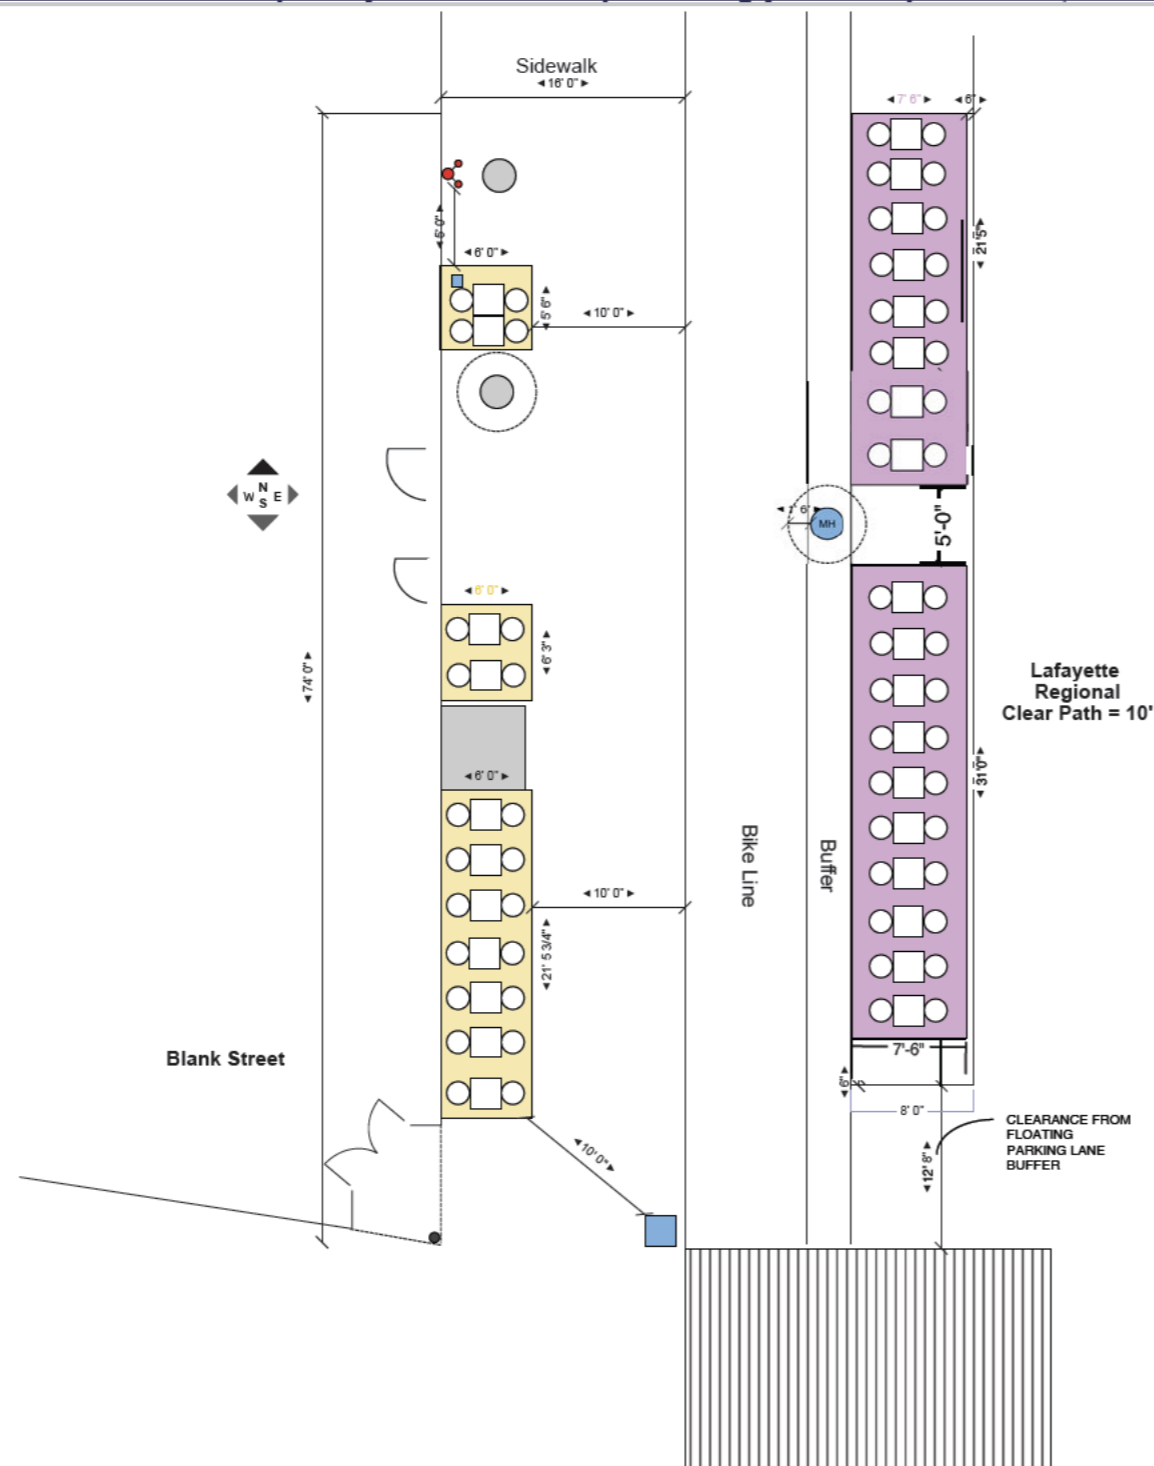 Sidewalk
16' 0"
7' 6"
6"
5' 0"
6' 0"
5' 6"
10' 0"
21'5"
N
W E
S
1' 6"
MH
5'-0"
6' 0"
6' 3"
74' 0"
Lafayette
Regional
Clear Path = 10'
6' 0"
31'0"
Bike Line
Buffer
10' 0"
21' 5 3/4"
Blank Street
7'-6"
6"
8' 0"
CLEARANCE FROM
FLOATING
PARKING LANE
BUFFER
10' 0"
12' 8"